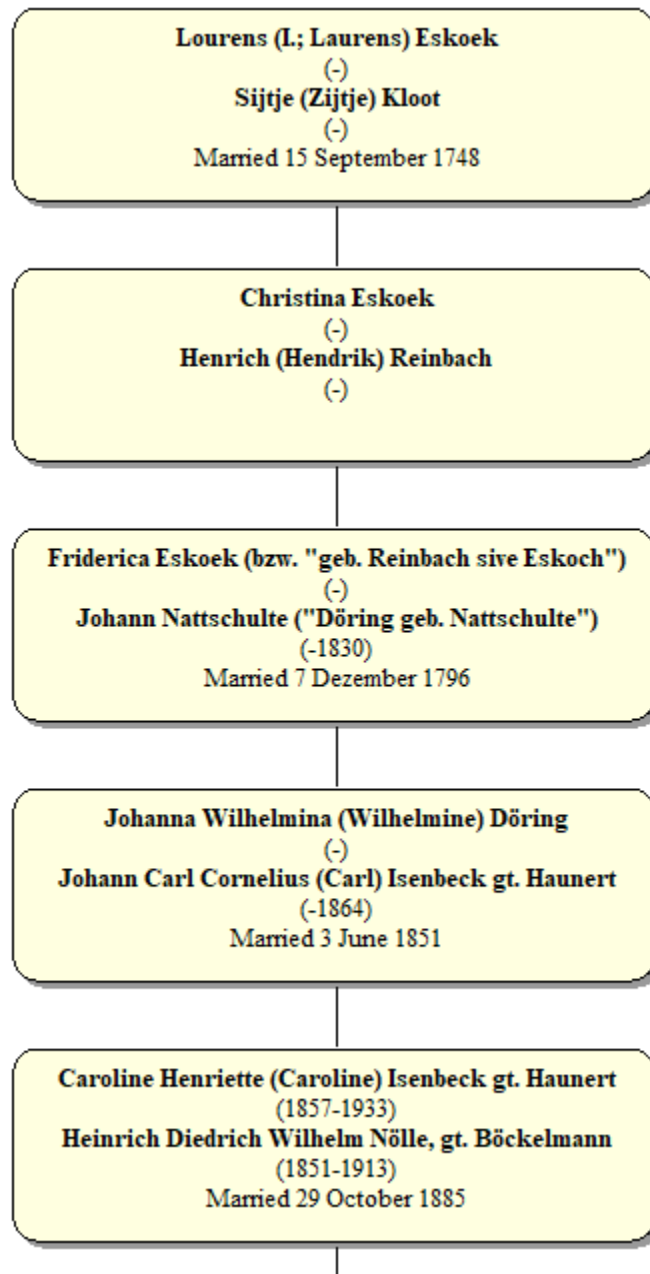 Lourens (I.; Laurens) Eskoek
(-)
Sijtje (Zijtje) Kloot
(-)
Married 15 September 1748
Christina Eskoek
(-)
Henrich (Hendrik) Reinbach
(-)
Friderica Eskoek (bzw. "geb. Reinbach sive Eskoch")
(-)
Johann Nattschulte ("Döring geb. Nattschulte")
(-1830)
Married 7 Dezember 1796
Johanna Wilhelmina (Wilhelmine) Döring
(-)
Johann Carl Cornelius (Carl) Isenbeck gt. Haunert
(-1864)
Married 3 June 1851
Caroline Henriette (Caroline) Isenbeck gt. Haunert
(1857-1933)
Heinrich Diedrich Wilhelm Nölle, gt. Böckelmann
(1851-1913)
Married 29 October 1885